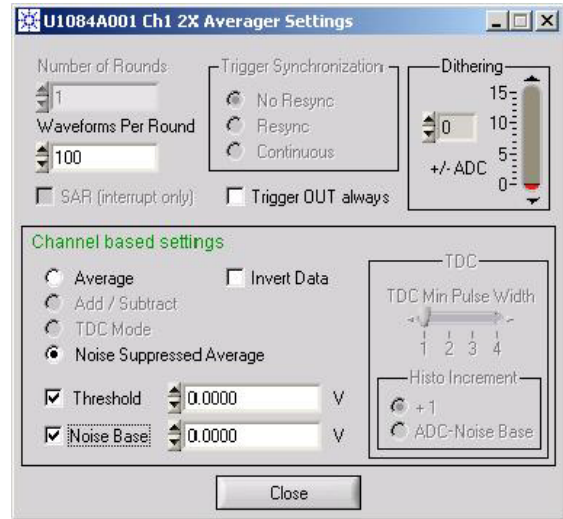 U1084A001 Ch1 2X Averager Settings
Number of Rounds
1
Waveforms Per Round
100
SAR (interrupt only)
Trigger Synchronization
No Resync
Resync
Continuous
Trigger OUT always
Dithering
0
+/- ADC
15
10
5
0
Channel based settings
Average
Invert Data
Add / Subtract
TDC Mode
Noise Suppressed Average
Threshold 0.0000 V
Noise Base 0.0000 V
TDC
TDC Min Pulse Width
1 2 3 4
Histo Increment
+1
ADC-Noise Base
Close